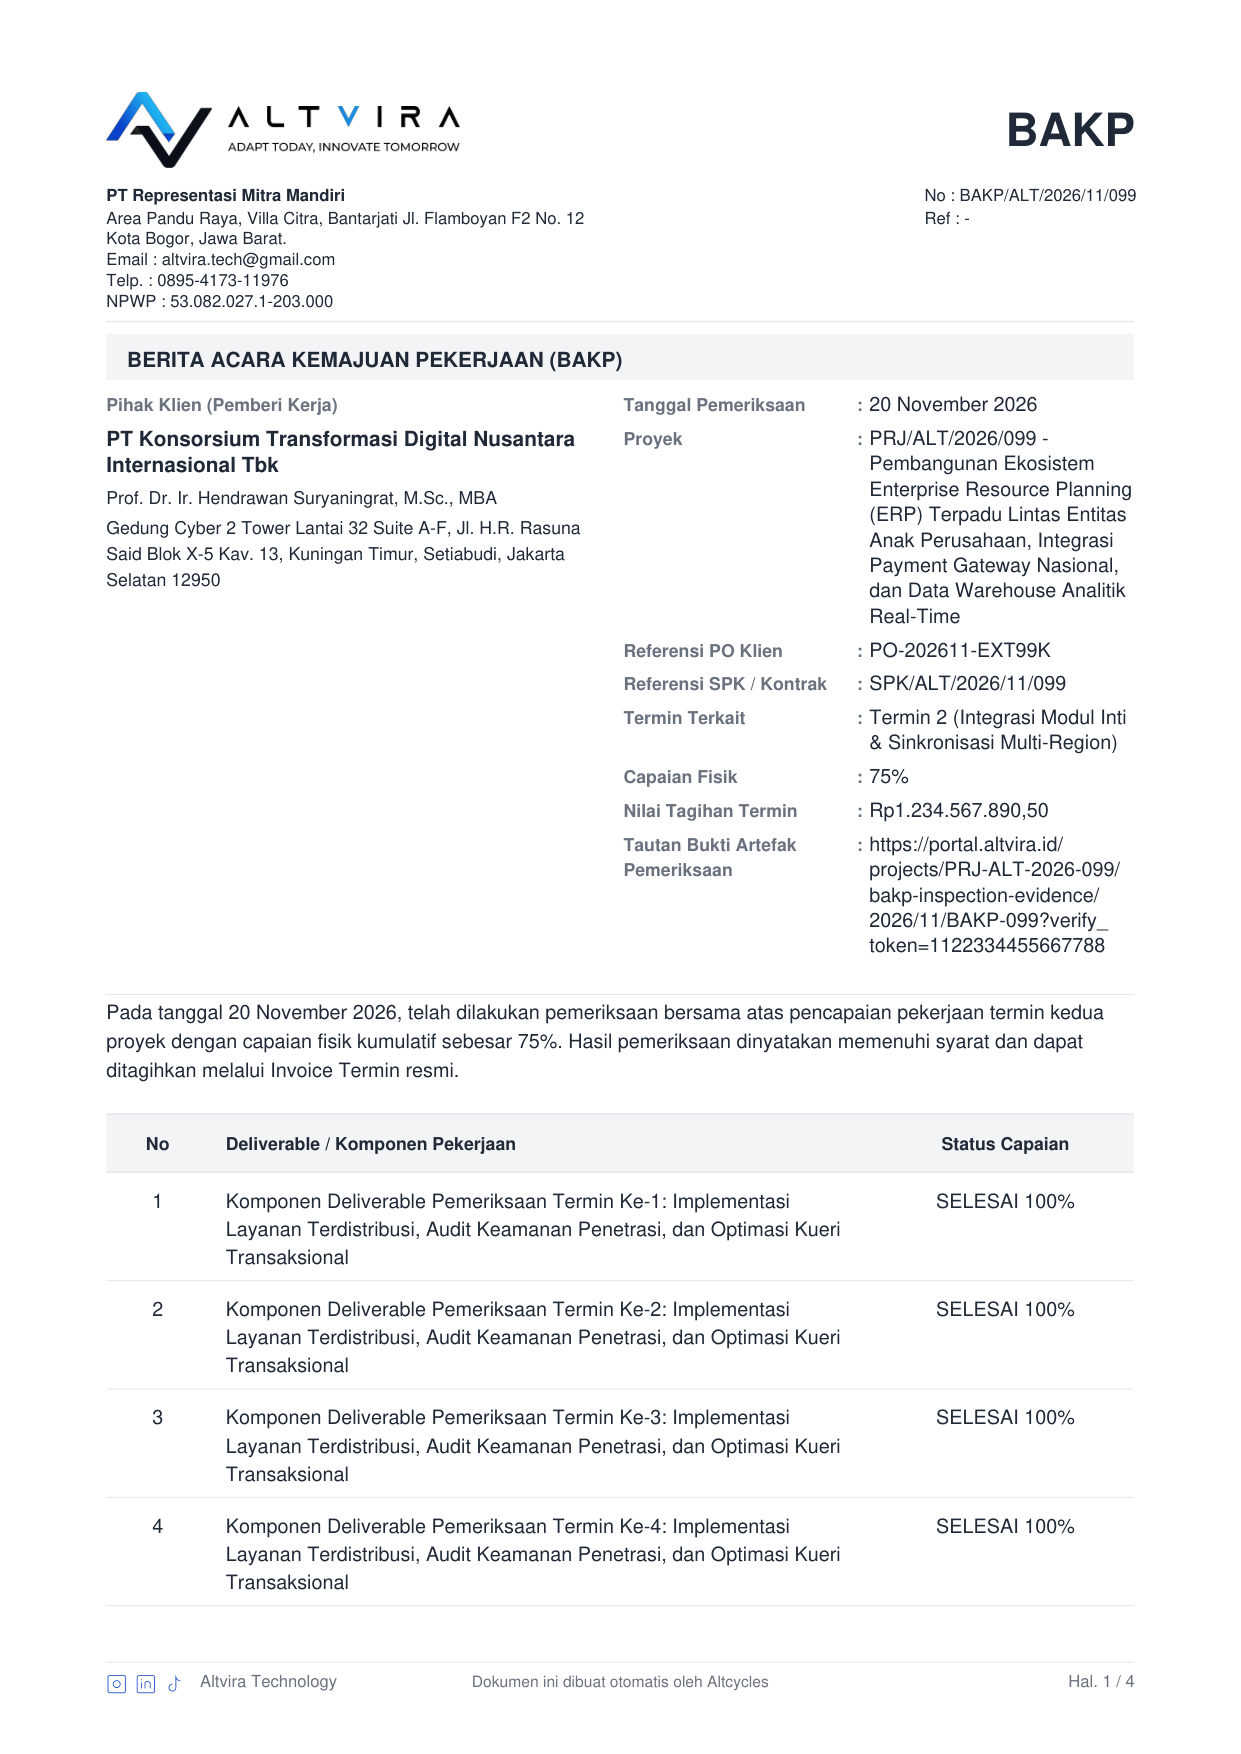 ALTVIRA
ADAPT TODAY, INNOVATE TOMORROW
BAKP
PT Representasi Mitra Mandiri
Area Pandu Raya, Villa Citra, Bantarjati Jl. Flamboyan F2 No. 12
Kota Bogor, Jawa Barat.
Email : altvira.tech@gmail.com
Telp. : 0895-4173-11976
NPWP : 53.082.027.1-203.000
No : BAKP/ALT/2026/11/099
Ref : -
BERITA ACARA KEMAJUAN PEKERJAAN (BAKP)
Pihak Klien (Pemberi Kerja)
PT Konsorsium Transformasi Digital Nusantara
Internasional Tbk
Prof. Dr. Ir. Hendrawan Suryaningrat, M.Sc., MBA
Gedung Cyber 2 Tower Lantai 32 Suite A-F, Jl. H.R. Rasuna
Said Blok X-5 Kav. 13, Kuningan Timur, Setiabudi, Jakarta
Selatan 12950
Tanggal Pemeriksaan : 20 November 2026
Proyek : PRJ/ALT/2026/099 -
Pembangunan Ekosistem
Enterprise Resource Planning
(ERP) Terpadu Lintas Entitas
Anak Perusahaan, Integrasi
Payment Gateway Nasional,
dan Data Warehouse Analitik
Real-Time
Referensi PO Klien : PO-202611-EXT99K
Referensi SPK / Kontrak : SPK/ALT/2026/11/099
Termin Terkait : Termin 2 (Integrasi Modul Inti
& Sinkronisasi Multi-Region)
Capaian Fisik : 75%
Nilai Tagihan Termin : Rp1.234.567.890,50
Tautan Bukti Artefak : https://portal.altvira.id/
Pemeriksaan projects/PRJ-ALT-2026-099/
bakp-inspection-evidence/
2026/11/BAKP-099?verify_
token=1122334455667788
Pada tanggal 20 November 2026, telah dilakukan pemeriksaan bersama atas pencapaian pekerjaan termin kedua
proyek dengan capaian fisik kumulatif sebesar 75%. Hasil pemeriksaan dinyatakan memenuhi syarat dan dapat
ditagihkan melalui Invoice Termin resmi.
No Deliverable / Komponen Pekerjaan Status Capaian
1 Komponen Deliverable Pemeriksaan Termin Ke-1: Implementasi SELESAI 100%
Layanan Terdistribusi, Audit Keamanan Penetrasi, dan Optimasi Kueri
Transaksional
2 Komponen Deliverable Pemeriksaan Termin Ke-2: Implementasi SELESAI 100%
Layanan Terdistribusi, Audit Keamanan Penetrasi, dan Optimasi Kueri
Transaksional
3 Komponen Deliverable Pemeriksaan Termin Ke-3: Implementasi SELESAI 100%
Layanan Terdistribusi, Audit Keamanan Penetrasi, dan Optimasi Kueri
Transaksional
4 Komponen Deliverable Pemeriksaan Termin Ke-4: Implementasi SELESAI 100%
Layanan Terdistribusi, Audit Keamanan Penetrasi, dan Optimasi Kueri
Transaksional
Altvira Technology Dokumen ini dibuat otomatis oleh Altcycles Hal. 1 / 4